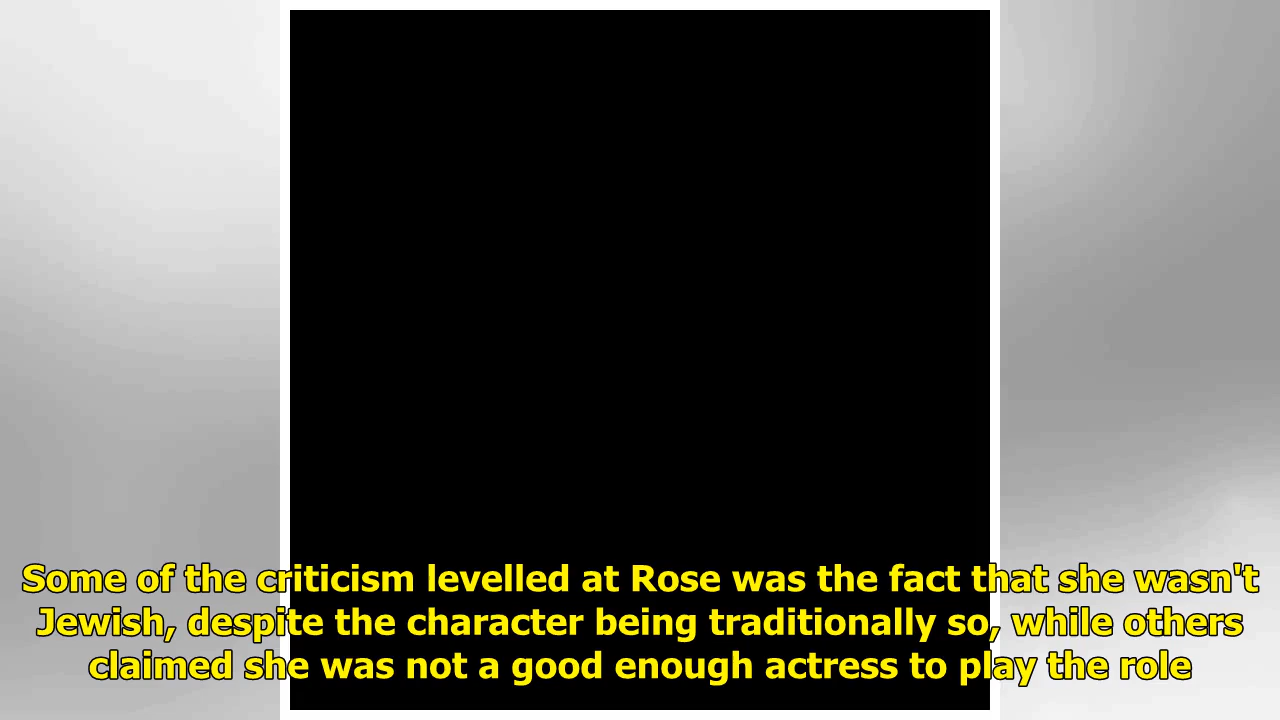 Some of the criticism levelled at Rose was the fact that she wasn't
Jewish, despite the character being traditionally so, while others
claimed she was not a good enough actress to play the role